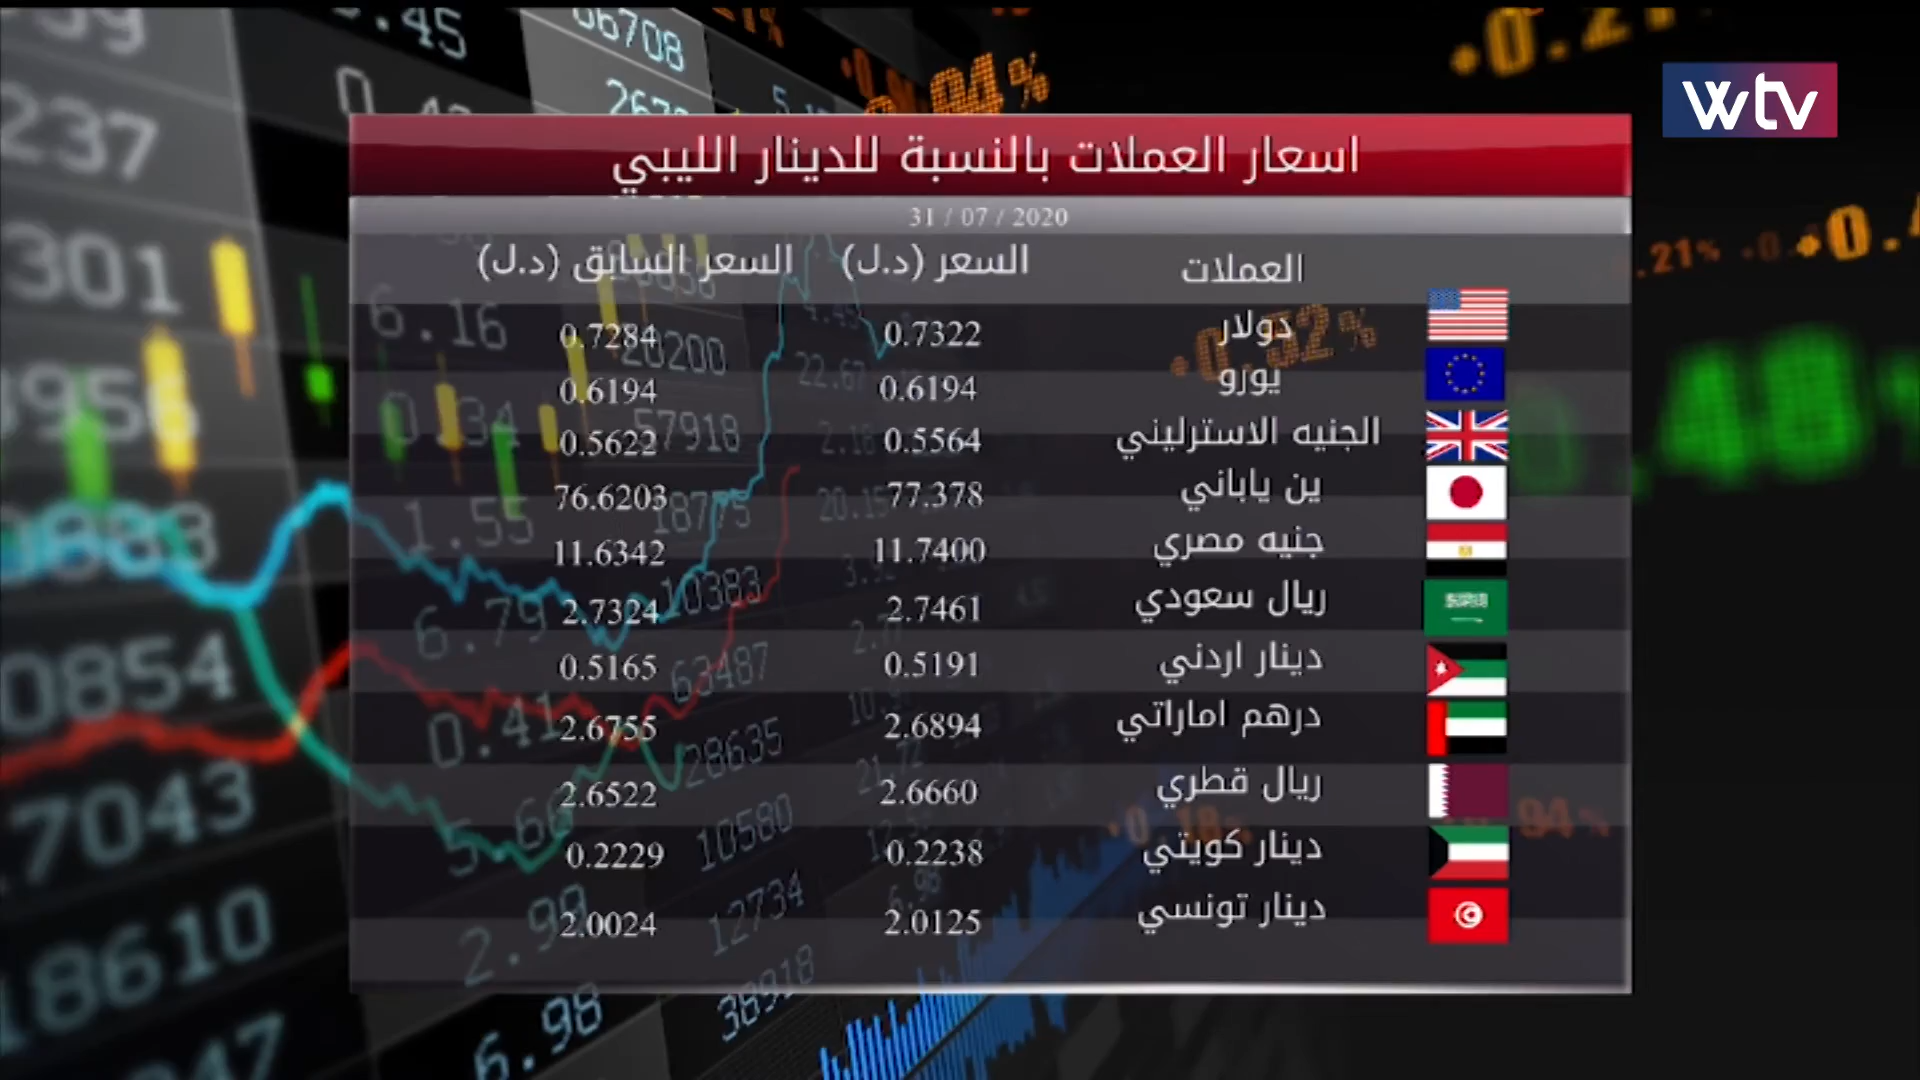 wtv
اسعار العملات بالنسبة للدينار الليبي
31 / 07 / 2020
العملات السعر (د.ل) السعر السابق (د.ل)
دولار 0.7322 0.7284
يورو 0.6194 0.6194
الجنيه الاسترليني 0.5564 0.5622
ين ياباني 77.378 76.6203
جنيه مصري 11.7400 11.6342
ريال سعودي 2.7461 2.7324
دينار اردني 0.5191 0.5165
درهم اماراتي 2.6894 2.6755
ريال قطري 2.6660 2.6522
دينار كويتي 0.2238 0.2229
دينار تونسي 2.0125 2.0024